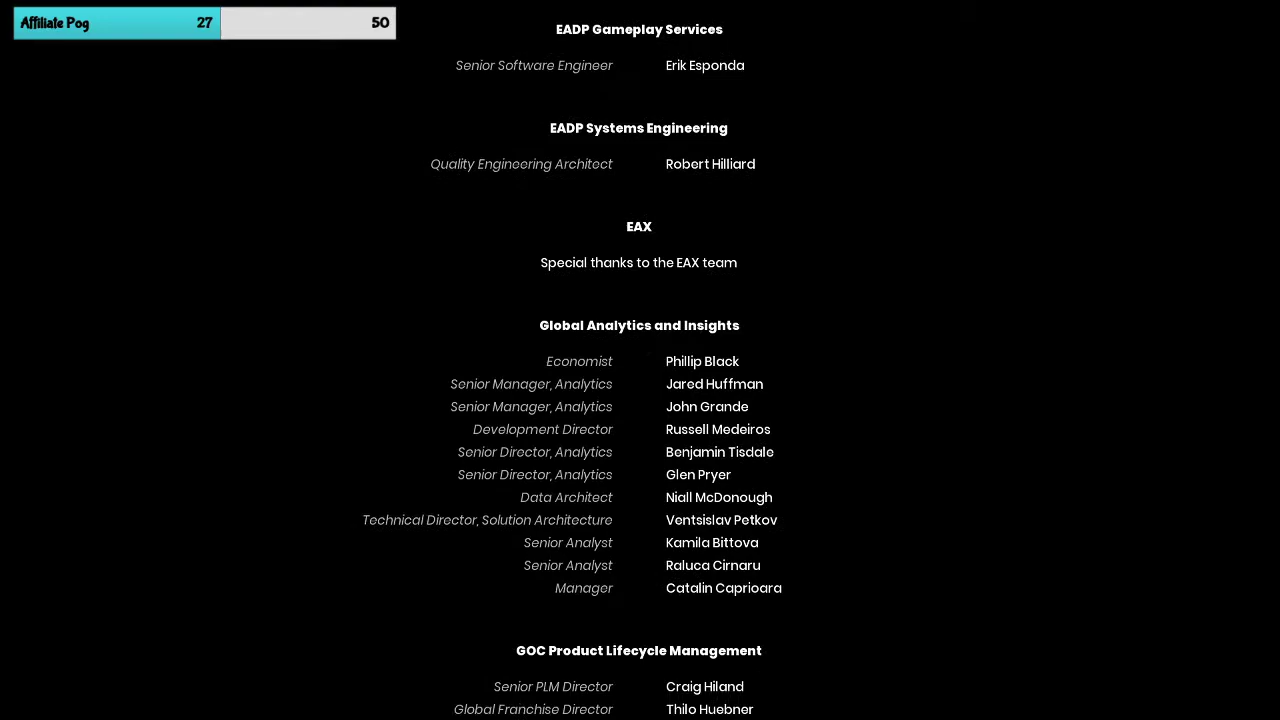 Affiliate Pog 27 50
EADP Gameplay Services
Senior Software Engineer Erik Esponda
EADP Systems Engineering
Quality Engineering Architect Robert Hilliard
EAX
Special thanks to the EAX team
Global Analytics and Insights
Economist Phillip Black
Senior Manager, Analytics Jared Huffman
Senior Manager, Analytics John Grande
Development Director Russell Medeiros
Senior Director, Analytics Benjamin Tisdale
Senior Director, Analytics Glen Pryer
Data Architect Niall McDonough
Technical Director, Solution Architecture Ventsislav Petkov
Senior Analyst Kamila Bittova
Senior Analyst Raluca Cirnaru
Manager Catalin Caprioara
GOC Product Lifecycle Management
Senior PLM Director Craig Hiland
Global Franchise Director Thilo Huebner